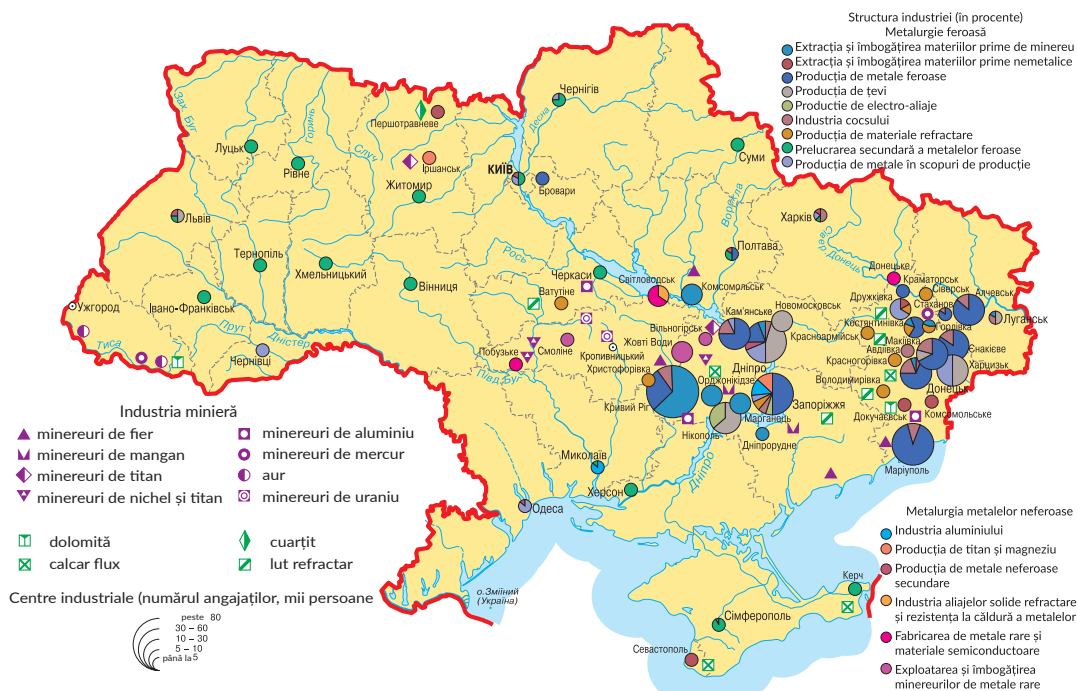 Structura industriei (în procente)
Metalurgie feroasă
Extracția și îmbogățirea materiilor prime de minereu
Extracția și îmbogățirea materiilor prime nemetalice
Producția de metale feroase
Producția de țevi
Productie de electro-aliaje
Industria cocsului
Producția de materiale refractare
Prelucrarea secundară a metalelor feroase
Producția de metale în scopuri de producție
Чернігів
Десна
Першотравневе
Зах. Буг
Горинь
Случ
Луцьк
Рівне
Іршанськ
Житомир
КИЇВ
Бровари
Суми
Ворскла
Харків
Сівер. Донець
Львів
Полтава
Тернопіль
Хмельницький
Вінниця
Рось
Черкаси
Ватутіне
Світловодськ
Комсомольськ
Донецьке
Краматорськ
Сіверськ
Дружківка
Стаханов
Алчевськ
Луганськ
Ужгород
Івано-Франківськ
Прут
Дністер
Тиса
Чернівці
Кам'янське
Новомосковськ
Красноармійськ
Костянтинівка
Горлівка
Макіївка
Авдіївка
Єнакієве
Красногорівка
Харцизьк
Вільногірськ
Жовті Води
Смоліне
Побузьке
Кропивницький
Христофорівка
Півд. Буг
Дніпро
Володимирівка
Донецьк
Орджонікідзе
Кривий Ріг
Запоріжжя
Марганець
Нікополь
Дніпрорудне
Докучаєвськ
Комсомольське
Маріуполь
Миколаїв
Херсон
Дніпро
Одеса
о.Зміїний
(Україна)
Керч
Сімферополь
Севастополь
Industria minieră
minereuri de fier
minereuri de mangan
minereuri de titan
minereuri de nichel și titan
minereuri de aluminiu
minereuri de mercur
aur
minereuri de uraniu
dolomită
calcar flux
cuarțit
lut refractar
Centre industriale (numărul angajaților, mii persoane
peste 80
30 – 60
10 – 30
5 – 10
până la 5
Metalurgia metalelor neferoase
Industria aluminiului
Producția de titan și magneziu
Producția de metale neferoase
secundare
Industria aliajelor solide refractare
și rezistența la căldură a metalelor
Fabricarea de metale rare și
materiale semiconductoare
Exploatarea și îmbogățirea
minereurilor de metale rare